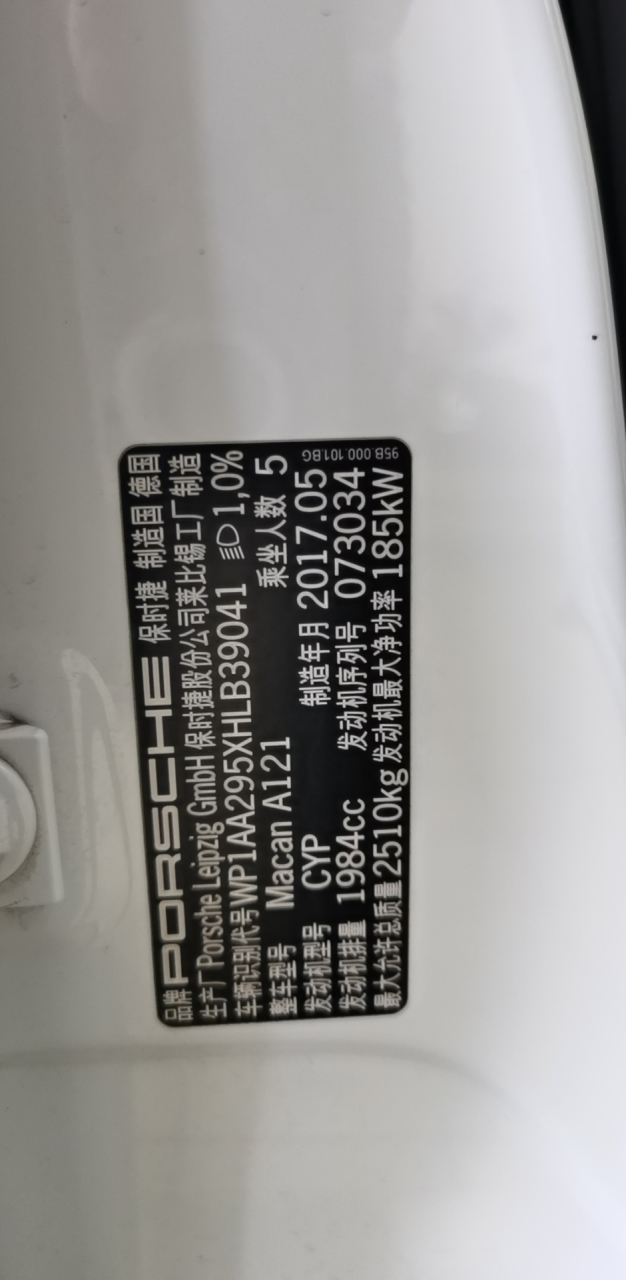 品牌 PORSCHE 保时捷 制造国 德国
生产厂 Porsche Leipzig GmbH 保时捷股份公司莱比锡工厂制造
车辆识别代号 WP1AA295XHLB39041 1,0%
整车型号 Macan A121 乘坐人数 5
发动机型号 CYP 制造年月 2017.05
发动机排量 1984cc 发动机序列号 073034
最大允许总质量 2510kg 发动机最大净功率 185kW
95B.000.101.BG